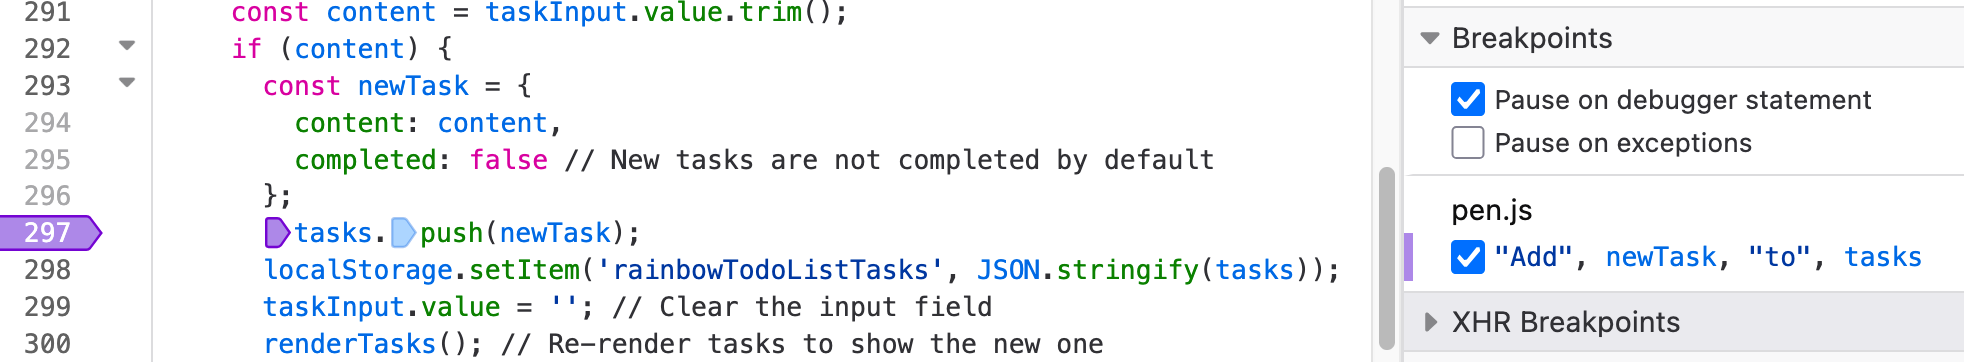 291 const content = taskInput.value.trim();
292 if (content) {
293 const newTask = {
294 content: content,
295 completed: false // New tasks are not completed by default
296 };
297 tasks.push(newTask);
298 localStorage.setItem('rainbowTodoListTasks', JSON.stringify(tasks));
299 taskInput.value = ''; // Clear the input field
300 renderTasks(); // Re-render tasks to show the new one
Breakpoints
Pause on debugger statement
Pause on exceptions
pen.js
"Add", newTask, "to", tasks
XHR Breakpoints